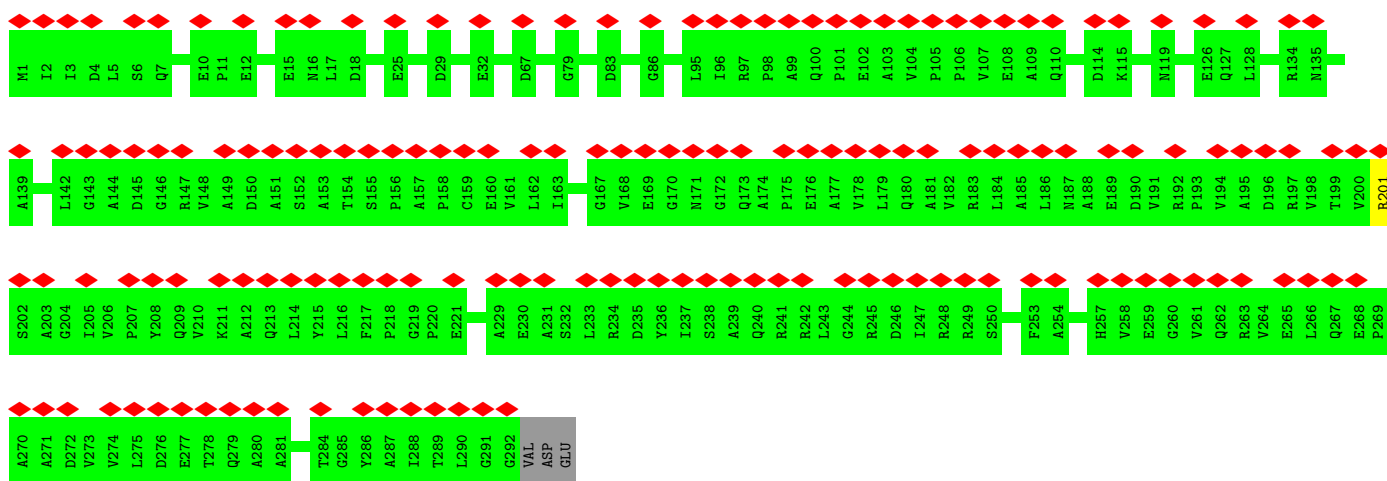 M1 I2 I3 D4 L5 S6 Q7 E10 P11 E12 E15 N16 L17 D18 E25 D29 E32 D67 G79 D83 G86 L95 I96 R97 P98 A99 Q100 P101 E102 A103 V104 P105 P106 V107 E108 A109 Q110 D114 K115 N119 E126 Q127 L128 R134 N135
A139 L142 G143 A144 D145 G146 R147 V148 A149 D150 A151 S152 A153 T154 S155 P156 A157 P158 C159 E160 V161 L162 I163 G167 V168 E169 G170 N171 G172 Q173 A174 P175 E176 A177 V178 L179 Q180 A181 V182 R183 L184 A185 L186 N187 A188 E189 D190 V191 R192 P193 V194 A195 D196 R197 V198 T199 V200 R201
S202 A203 G204 I205 V206 P207 Y208 Q209 V210 K211 A212 Q213 L214 Y215 L216 F217 P218 G219 P220 E221 A229 E230 A231 S232 L233 R234 D235 Y236 I237 S238 A239 Q240 R241 R242 L243 G244 R245 D246 I247 R248 R249 S250 F253 A254 H257 V258 E259 G260 V261 Q262 R263 V264 E265 L266 Q267 E268 P269
A270 A271 D272 V273 V274 L275 D276 E277 T278 Q279 A280 A281 T284 G285 Y286 A287 I288 T289 L290 G291 G292 VAL ASP GLU